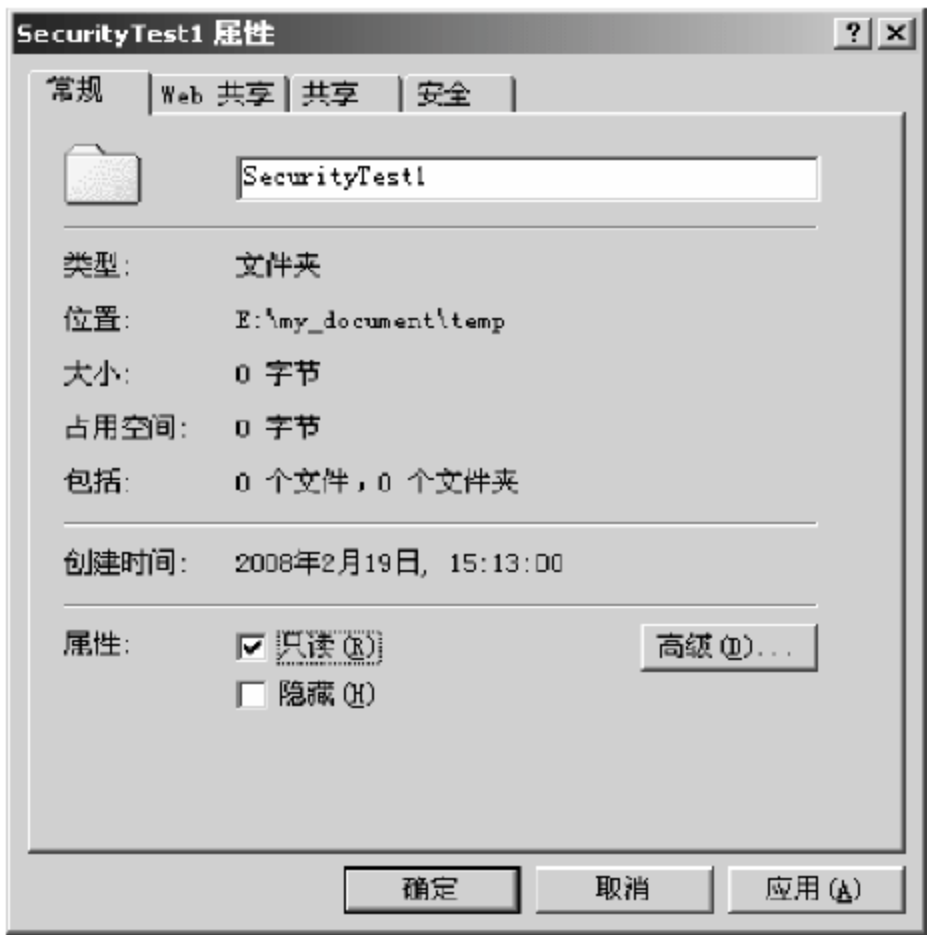 SecurityTest1 属性
常规 Web 共享 共享 安全
SecurityTest1
类型: 文件夹
位置: E:\my_document\temp
大小: 0 字节
占用空间: 0 字节
包括: 0 个文件，0 个文件夹
创建时间: 2008年2月19日, 15:13:00
属性: 只读(R) 高级(D)...
隐藏(H)
确定 取消 应用(A)